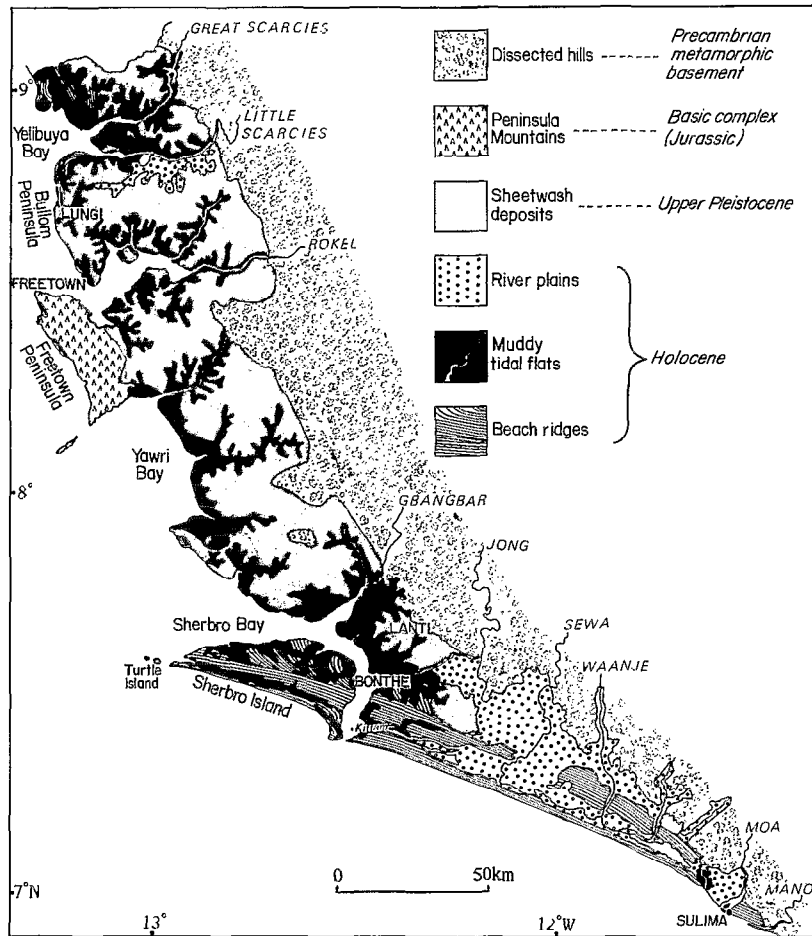 GREAT SCARCIES
9°
Yelibuya
Bay
LITTLE
SCARCIES
Bullom
Peninsula
LUNGI
ROKEL
FREETOWN
Freetown
Peninsula
Yawri
Bay
8°
GBANGBAR
JONG
SEWA
WAANJE
Sherbro Bay
LANTI
Turtle
Island
Sherbro Island
BONTHE
MOA
MANO
SULIMA
7°N
0 50km
13° 12°W
Dissected hills
Precambrian
metamorphic
basement
Peninsula
Mountains
Basic complex
(Jurassic)
Sheetwash
deposits
Upper Pleistocene
River plains
Muddy
tidal flats
Beach ridges
Holocene